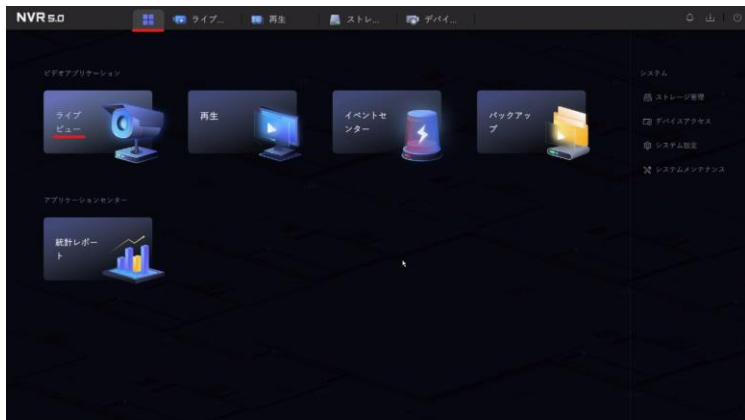 NVR 5.0
ライブ...
再生
ストレ...
デバイ...
ビデオアプリケーション
システム
ライブ
ビュー
再生
イベントセ
ンター
バックアッ
プ
ストレージ管理
デバイスアクセス
システム設定
システムメンテナンス
アプリケーションセンター
統計レポー
ト